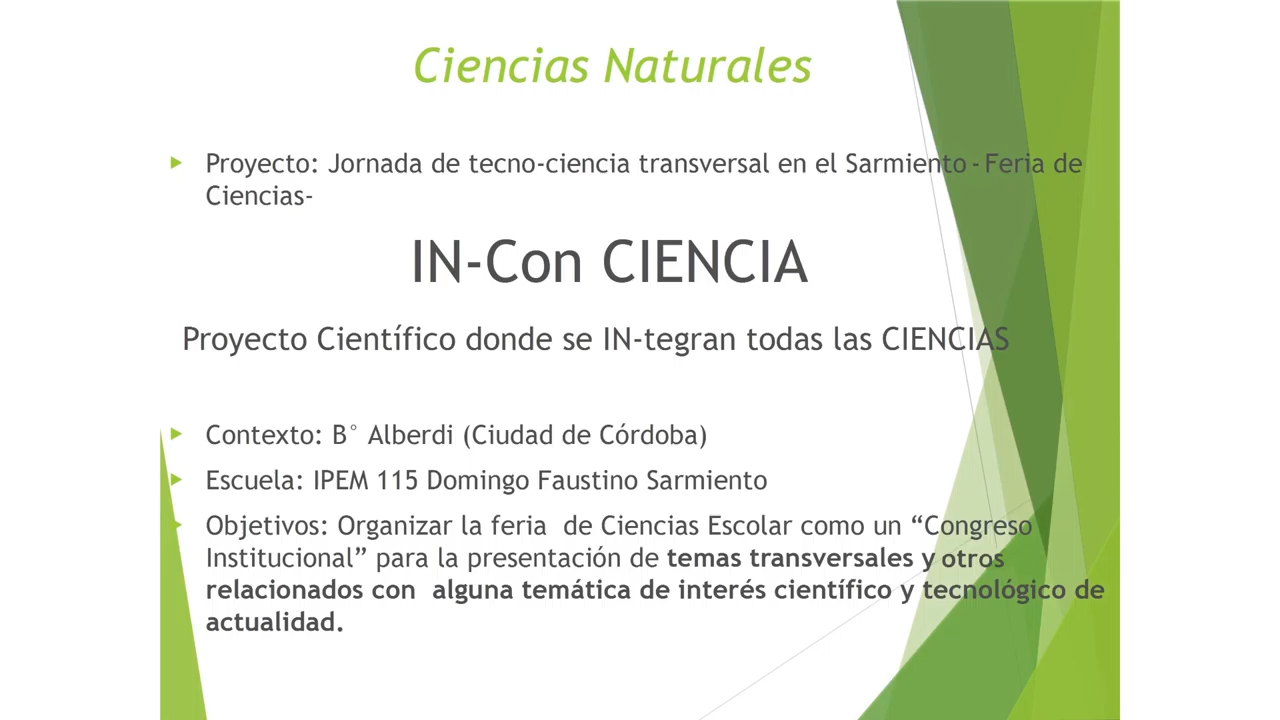 Ciencias Naturales
Proyecto: Jornada de tecno-ciencia transversal en el Sarmiento - Feria de
Ciencias-
IN-Con CIENCIA
Proyecto Científico donde se IN-tegran todas las CIENCIAS
Contexto: B° Alberdi (Ciudad de Córdoba)
Escuela: IPEM 115 Domingo Faustino Sarmiento
Objetivos: Organizar la feria  de Ciencias Escolar como un “Congreso
Institucional” para la presentación de temas transversales y otros
relacionados con  alguna temática de interés científico y tecnológico de
actualidad.